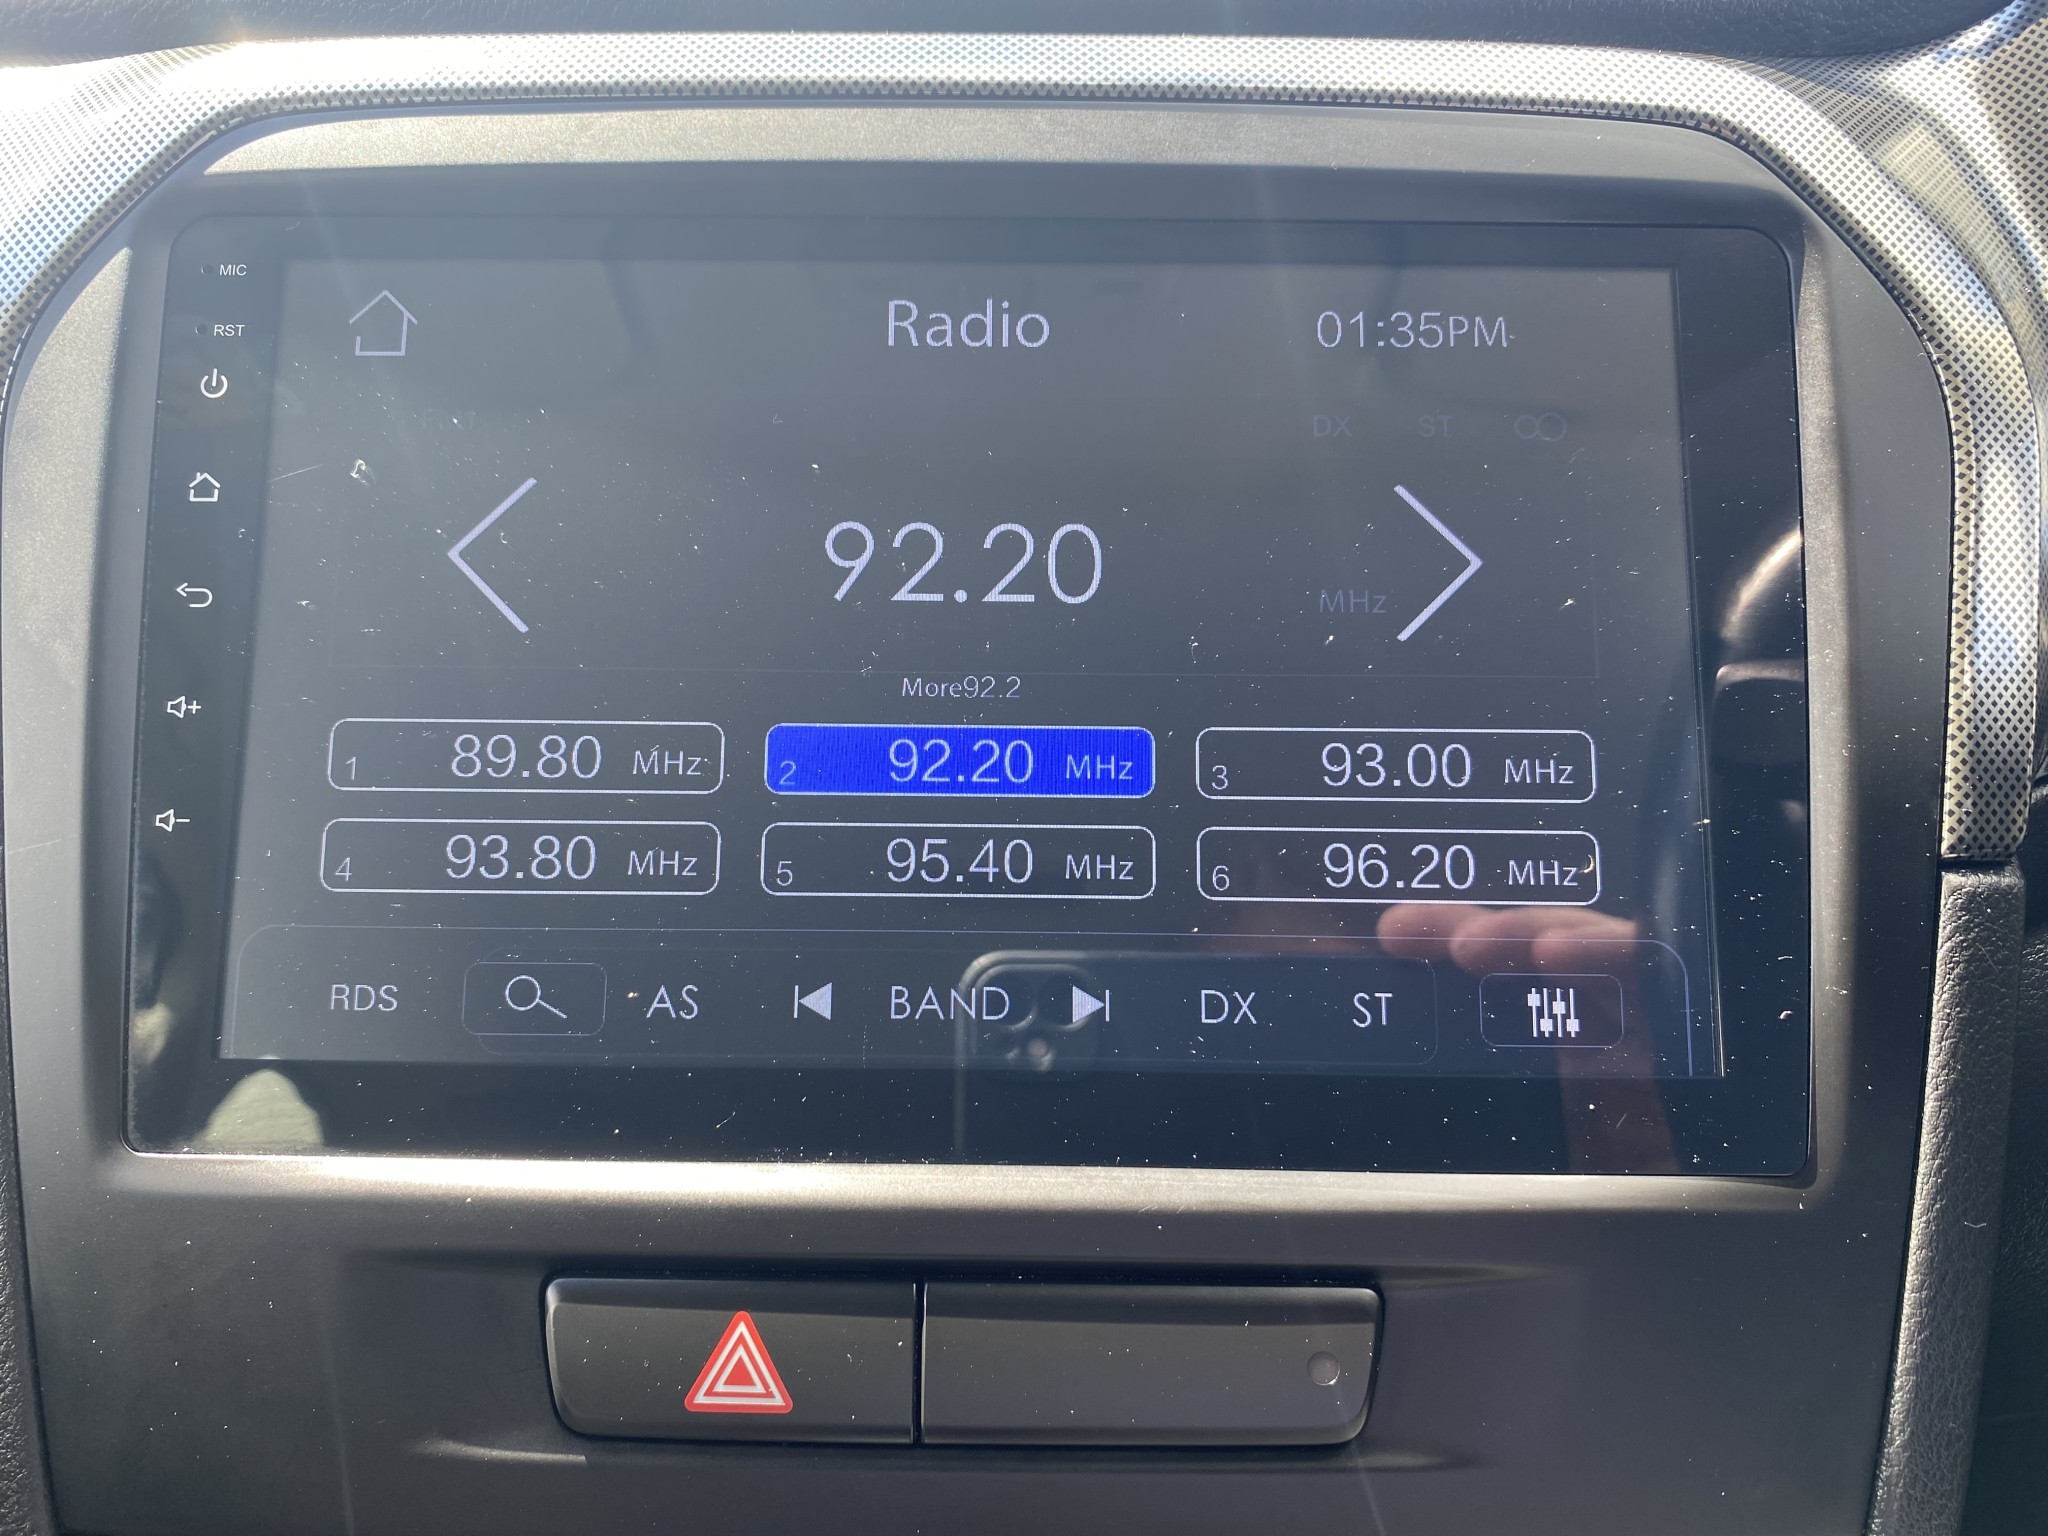 MIC
RST
Radio
01:35PM
DX ST
92.20
MHz
More92.2
1 89.80 MHz
2 92.20 MHz
3 93.00 MHz
4 93.80 MHz
5 95.40 MHz
6 96.20 MHz
RDS AS BAND DX ST